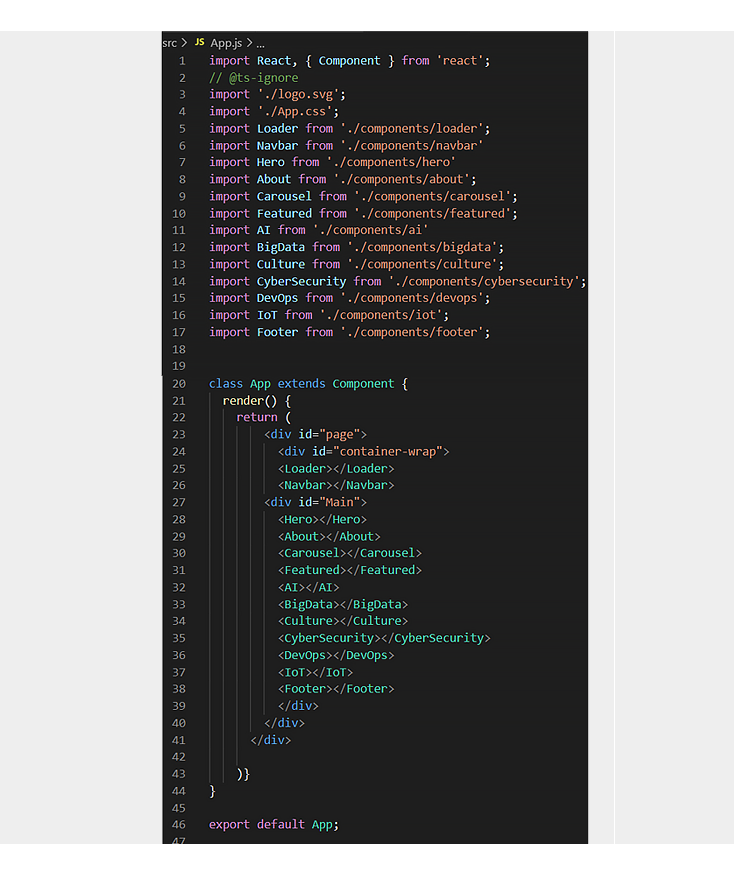 src > JS App.js > ...
1 import React, { Component } from 'react';
2 // @ts-ignore
3 import './logo.svg';
4 import './App.css';
5 import Loader from './components/loader';
6 import Navbar from './components/navbar'
7 import Hero from './components/hero'
8 import About from './components/about';
9 import Carousel from './components/carousel';
10 import Featured from './components/featured';
11 import AI from './components/ai'
12 import BigData from './components/bigdata';
13 import Culture from './components/culture';
14 import CyberSecurity from './components/cybersecurity';
15 import DevOps from './components/devops';
16 import IoT from './components/iot';
17 import Footer from './components/footer';
18
19
20 class App extends Component {
21 render() {
22 return (
23 <div id="page">
24 <div id="container-wrap">
25 <Loader></Loader>
26 <Navbar></Navbar>
27 <div id="Main">
28 <Hero></Hero>
29 <About></About>
30 <Carousel></Carousel>
31 <Featured></Featured>
32 <AI></AI>
33 <BigData></BigData>
34 <Culture></Culture>
35 <CyberSecurity></CyberSecurity>
36 <DevOps></DevOps>
37 <IoT></IoT>
38 <Footer></Footer>
39 </div>
40 </div>
41 </div>
42
43 )}
44 }
45
46 export default App;
47